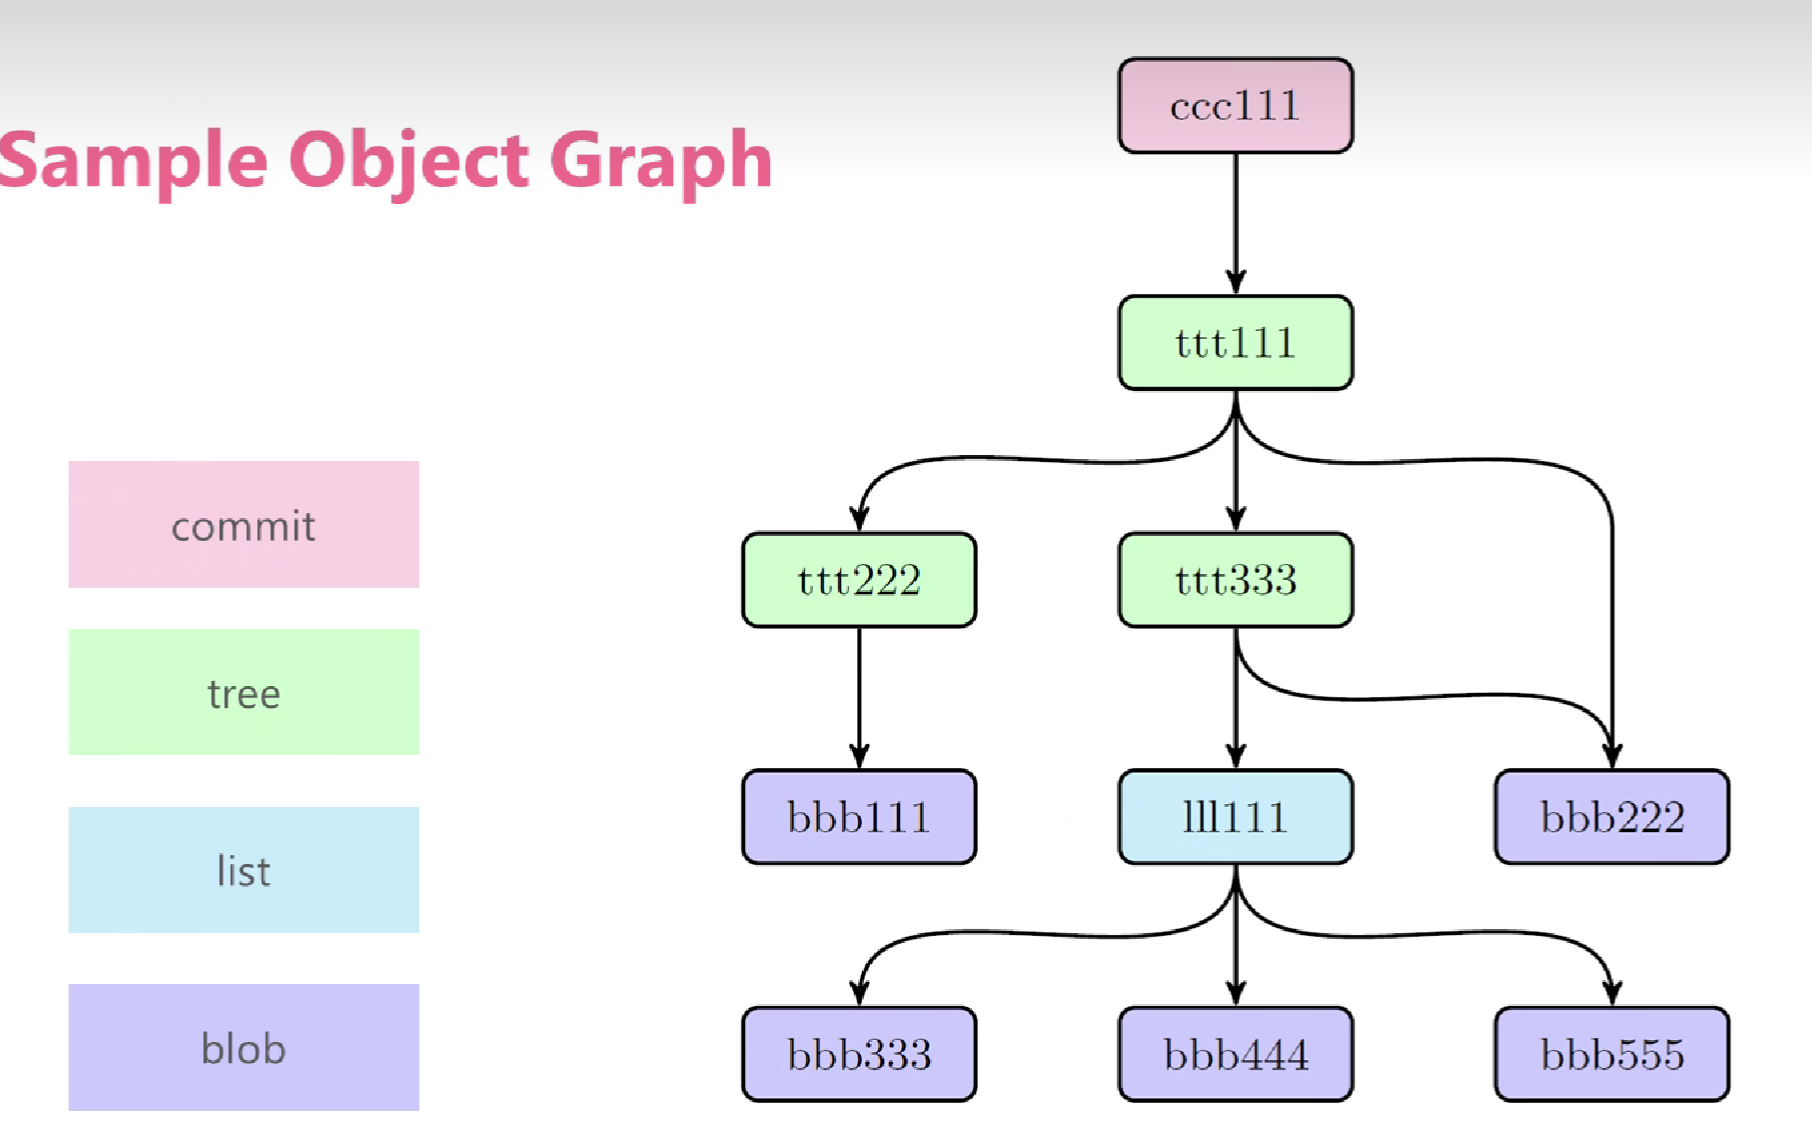 Sample Object Graph
commit
tree
list
blob
ccc111
ttt111
ttt222
ttt333
bbb111
lll111
bbb222
bbb333
bbb444
bbb555